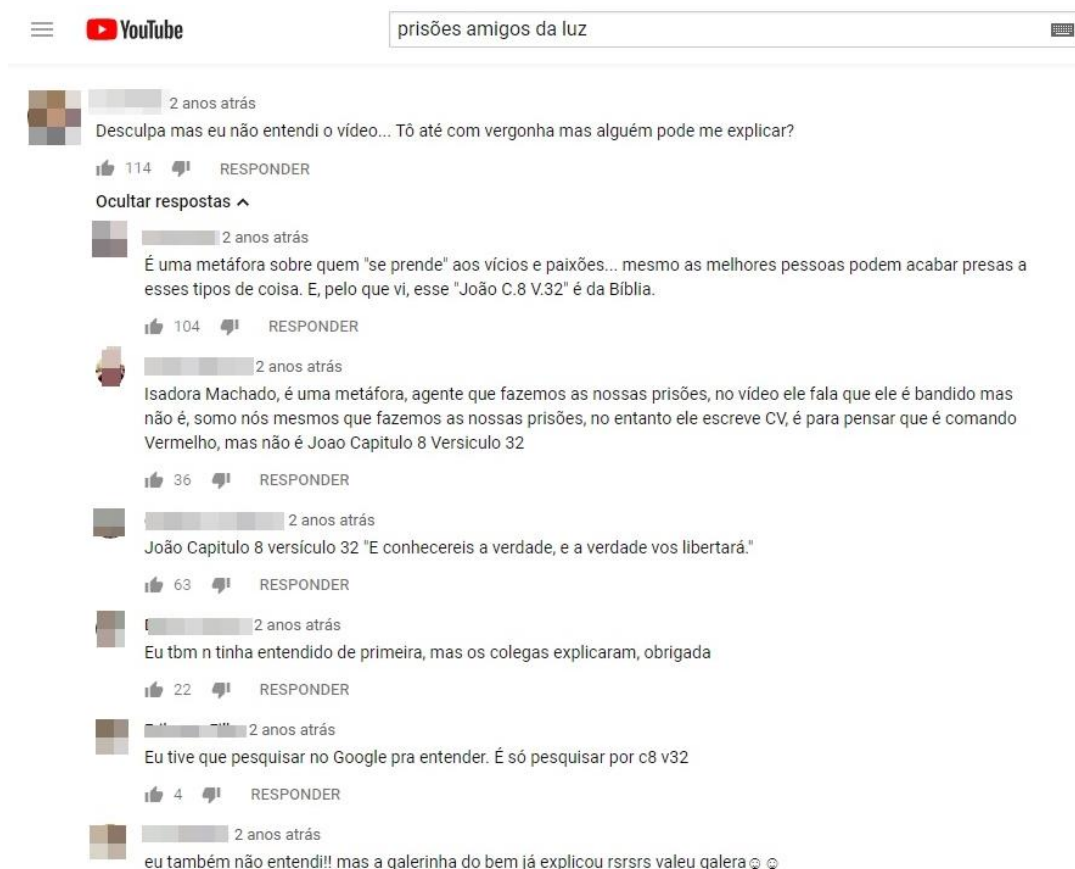 YouTube
prisões amigos da luz
2 anos atrás
Desculpa mas eu não entendi o vídeo... Tô até com vergonha mas alguém pode me explicar?
114 RESPONDER
Ocultar respostas
2 anos atrás
É uma metáfora sobre quem "se prende" aos vícios e paixões... mesmo as melhores pessoas podem acabar presas a
esses tipos de coisa. E, pelo que vi, esse "João C.8 V.32" é da Bíblia.
104 RESPONDER
2 anos atrás
Isadora Machado, é uma metáfora, agente que fazemos as nossas prisões, no vídeo ele fala que ele é bandido mas
não é, somo nós mesmos que fazemos as nossas prisões, no entanto ele escreve CV, é para pensar que é comando
Vermelho, mas não é Joao Capitulo 8 Versiculo 32
36 RESPONDER
2 anos atrás
João Capitulo 8 versículo 32 "E conhecereis a verdade, e a verdade vos libertará."
63 RESPONDER
2 anos atrás
Eu tbm n tinha entendido de primeira, mas os colegas explicaram, obrigada
22 RESPONDER
2 anos atrás
Eu tive que pesquisar no Google pra entender. É só pesquisar por c8 v32
4 RESPONDER
2 anos atrás
eu também não entendi!! mas a galerinha do bem já explicou rsrsrs valeu galera☺ ☺